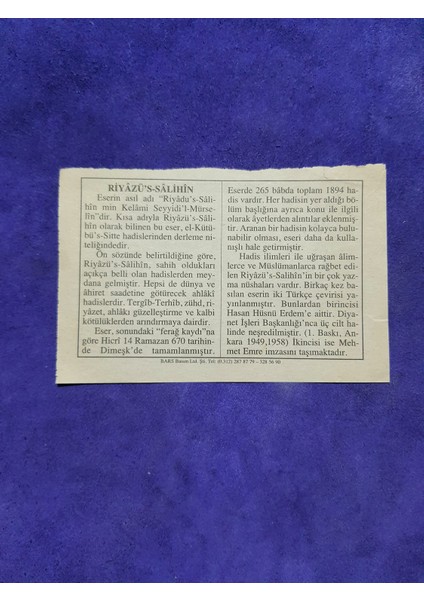 RİYÂZÜ'S-SÂLİHÎN
Eserin asıl adı "Riyâdu's-Sâli-
hîn min Kelâmi Seyyidi'l-Mürse-
lîn"dir. Kısa adıyla Riyâzü's-Sâli-
hîn olarak bilinen bu eser, el-Kütü-
bü's-Sitte hadislerinden derleme ni-
teliğindedir.
Ön sözünde belirtildiğine göre,
Riyâzü's-Sâlihîn, sahih oldukları
açıkça belli olan hadislerden mey-
dana gelmiştir. Hepsi de dünya ve
âhiret saadetine götürecek ahlâkî
hadislerdir. Tergîb-Terhîb, zühd, ri-
yâzet, ahlâkı güzelleştirme ve kalbi
kötülüklerden arındırmaya dairdir.
Eser, sonundaki "ferağ kaydı"na
göre Hicrî 14 Ramazan 670 tarihin-
de Dimeşk'de tamamlanmıştır.
Eserde 265 bâbda toplam 1894 ha-
dis vardır. Her hadisin yer aldığı bö-
lüm başlığına ayrıca konu ile ilgili
olarak âyetlerden alıntılar eklenmiş-
tir. Aranan bir hadisin kolayca bulu-
nabilir olması, eseri daha da kulla-
nışlı hale getirmiştir.
Hadis ilimleri ile uğraşan âlim-
lerce ve Müslümanlarca rağbet edi-
len Riyâzü's-Salihîn'in bir çok yaz-
ma nüshaları vardır. Birkaç kez ba-
sılan eserin iki Türkçe çevirisi ya-
yınlanmıştır. Bunlardan birincisi
Hasan Hüsnü Erdem'e aittir. Diya-
net İşleri Başkanlığı'nca üç cilt ha-
linde neşredilmiştir. (1. Baskı, An-
kara 1949,1958) İkincisi ise Meh-
met Emre imzasını taşımaktadır.